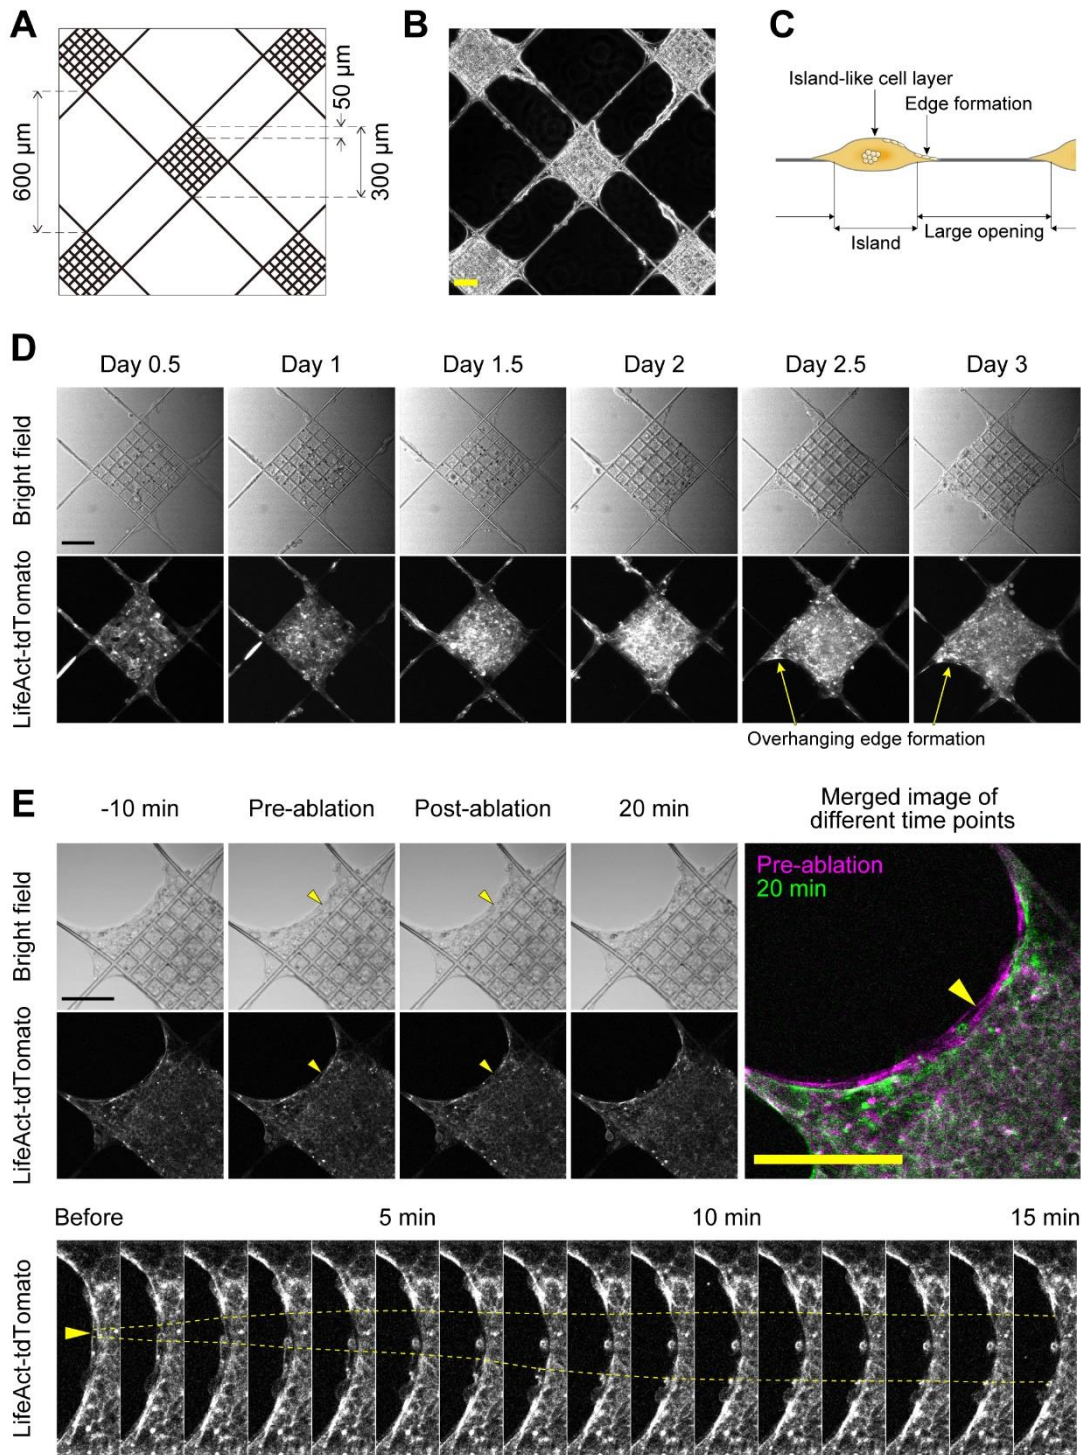 A
B
C
600 µm
50 µm
300 µm
Island-like cell layer
Edge formation
Island
Large opening
D
Day 0.5
Day 1
Day 1.5
Day 2
Day 2.5
Day 3
Bright field
LifeAct-tdTomato
Overhanging edge formation
E
-10 min
Pre-ablation
Post-ablation
20 min
Merged image of
different time points
Bright field
LifeAct-tdTomato
Pre-ablation
20 min
Before
5 min
10 min
15 min
LifeAct-tdTomato